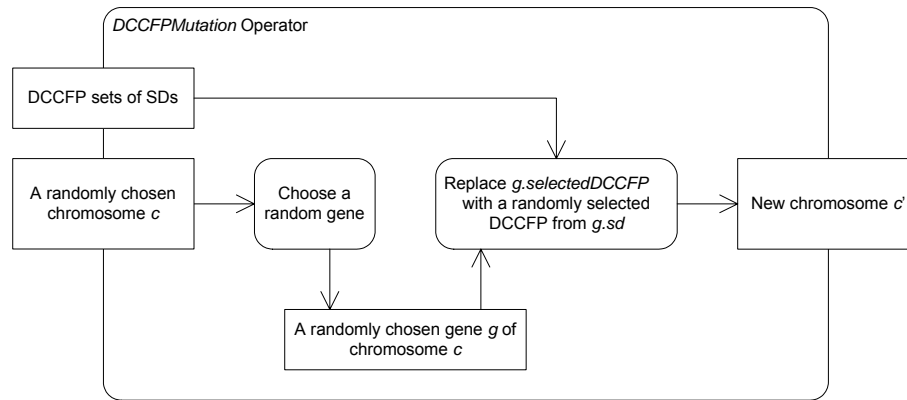 DCCFPMutation Operator
DCCFP sets of SDs
A randomly chosen
chromosome c
Choose a
random gene
Replace g.selectedDCCFP
with a randomly selected
DCCFP from g.sd
New chromosome c'
A randomly chosen gene g of
chromosome c